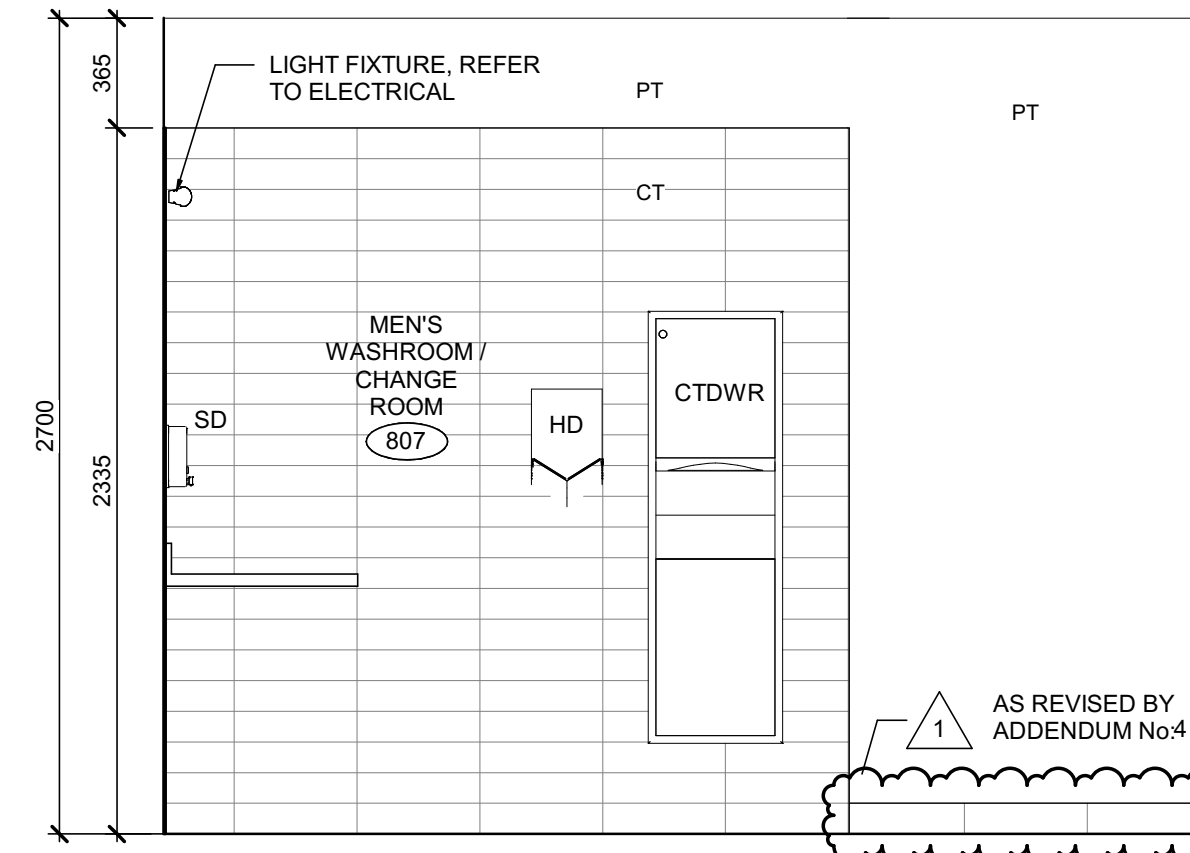 365
LIGHT FIXTURE, REFER
TO ELECTRICAL
PT
PT
CT
MEN'S
WASHROOM /
CHANGE
ROOM
807
SD
HD
CTDWR
2700
2335
1
AS REVISED BY
ADDENDUM No:4